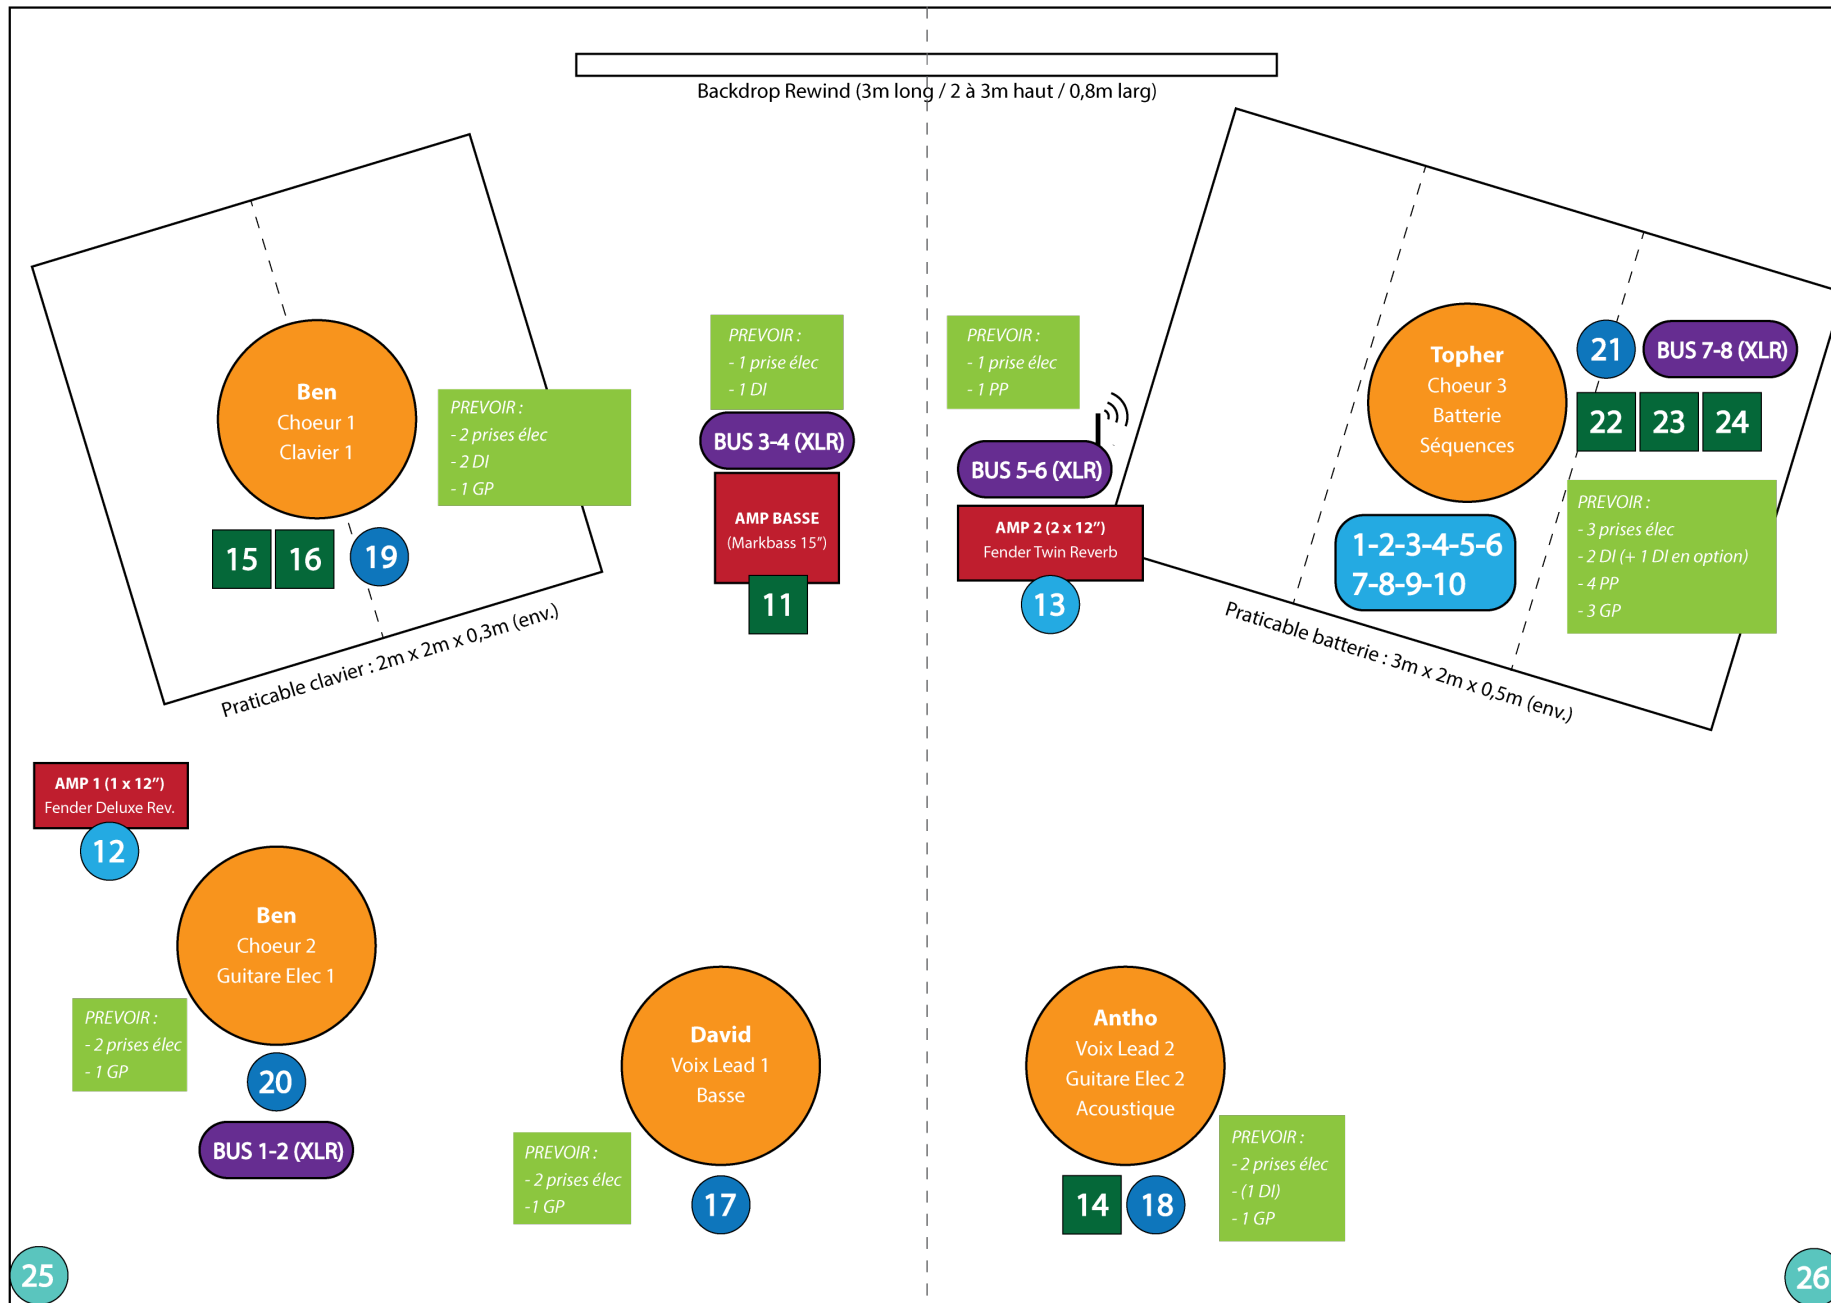 Backdrop Rewind (3m long / 2 à 3m haut / 0,8m larg)
Ben
Choeur 1
Clavier 1
PREVOIR :
- 2 prises élec
- 2 DI
- 1 GP
15
16
19
Praticable clavier : 2m x 2m x 0,3m (env.)
PREVOIR :
- 1 prise élec
- 1 DI
BUS 3-4 (XLR)
AMP BASSE
(Markbass 15”)
11
PREVOIR :
- 1 prise élec
- 1 PP
BUS 5-6 (XLR)
AMP 2 (2 x 12”)
Fender Twin Reverb
13
Topher
Choeur 3
Batterie
Séquences
21
BUS 7-8 (XLR)
22
23
24
1-2-3-4-5-6
7-8-9-10
PREVOIR :
- 3 prises élec
- 2 DI (+ 1 DI en option)
- 4 PP
- 3 GP
Praticable batterie : 3m x 2m x 0,5m (env.)
AMP 1 (1 x 12”)
Fender Deluxe Rev.
12
Ben
Choeur 2
Guitare Elec 1
PREVOIR :
- 2 prises élec
- 1 GP
20
BUS 1-2 (XLR)
David
Voix Lead 1
Basse
PREVOIR :
- 2 prises élec
-1 GP
17
Antho
Voix Lead 2
Guitare Elec 2
Acoustique
14
18
PREVOIR :
- 2 prises élec
- (1 DI)
- 1 GP
25
26